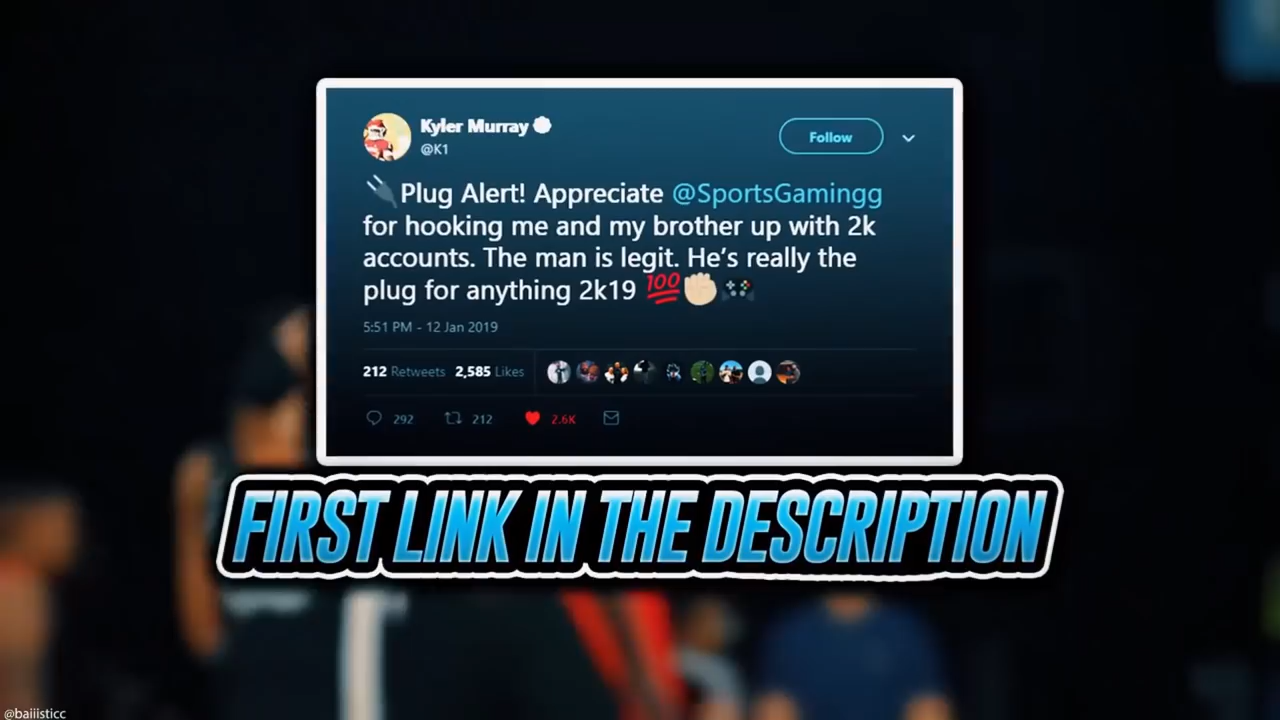 Kyler Murray
@K1
Follow
Plug Alert! Appreciate @SportsGamingg
for hooking me and my brother up with 2k
accounts. The man is legit. He's really the
plug for anything 2k19 💯✊🏼🎮
5:51 PM - 12 Jan 2019
212 Retweets 2,585 Likes
292 212 2.6K
FIRST LINK IN THE DESCRIPTION
@baiiisticc